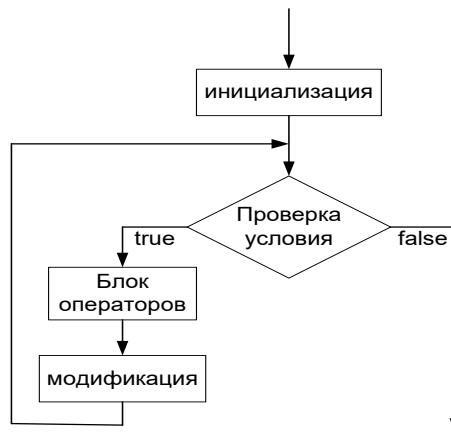 инициализация
Проверка
условия
true
false
Блок
операторов
модификация